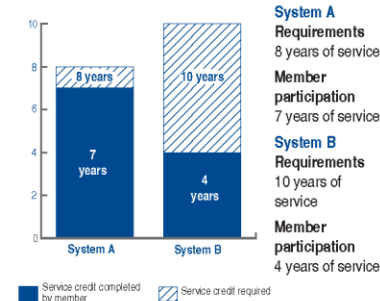 10
8
6
4
2
0
8 years
10 years
7
years
4
years
System A
System B
Service credit completed
by member
Service credit required
System A
Requirements
8 years of service
Member
participation
7 years of service
System B
Requirements
10 years of
service
Member
participation
4 years of service